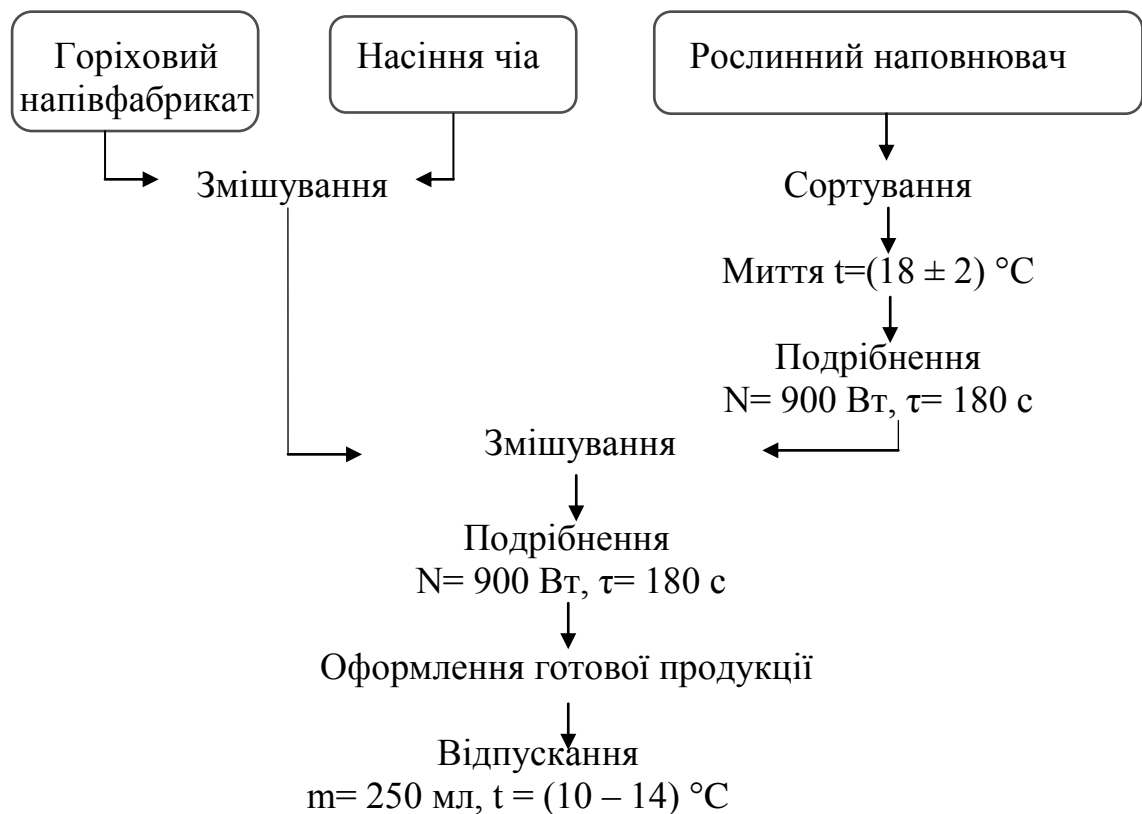 Горіховий
напівфабрикат
Насіння чіа
Рослинний наповнювач
Змішування
Сортування
Миття t=(18 ± 2) °С
Подрібнення
N= 900 Вт, τ= 180 с
Змішування
Подрібнення
N= 900 Вт, τ= 180 с
Оформлення готової продукції
Відпускання
m= 250 мл, t = (10 – 14) °С